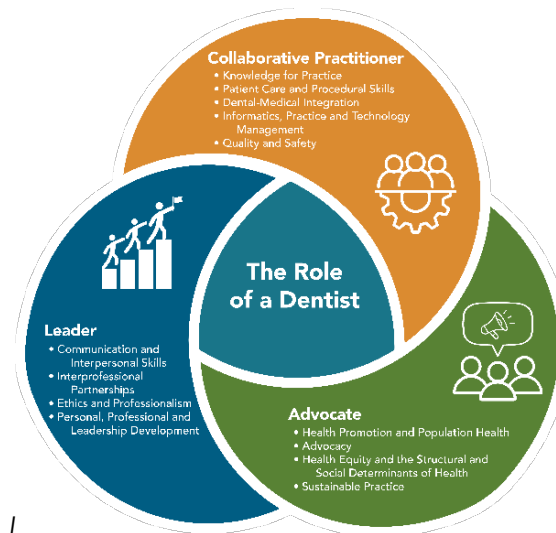 Collaborative Practitioner
• Knowledge for Practice
• Patient Care and Procedural Skills
• Dental-Medical Integration
• Informatics, Practice and Technology
Management
• Quality and Safety
The Role
of a Dentist
Leader
• Communication and
Interpersonal Skills
• Interprofessional
Partnerships
• Ethics and Professionalism
• Personal, Professional and
Leadership Development
Advocate
• Health Promotion and Population Health
• Advocacy
• Health Equity and the Structural and
Social Determinants of Health
• Sustainable Practice